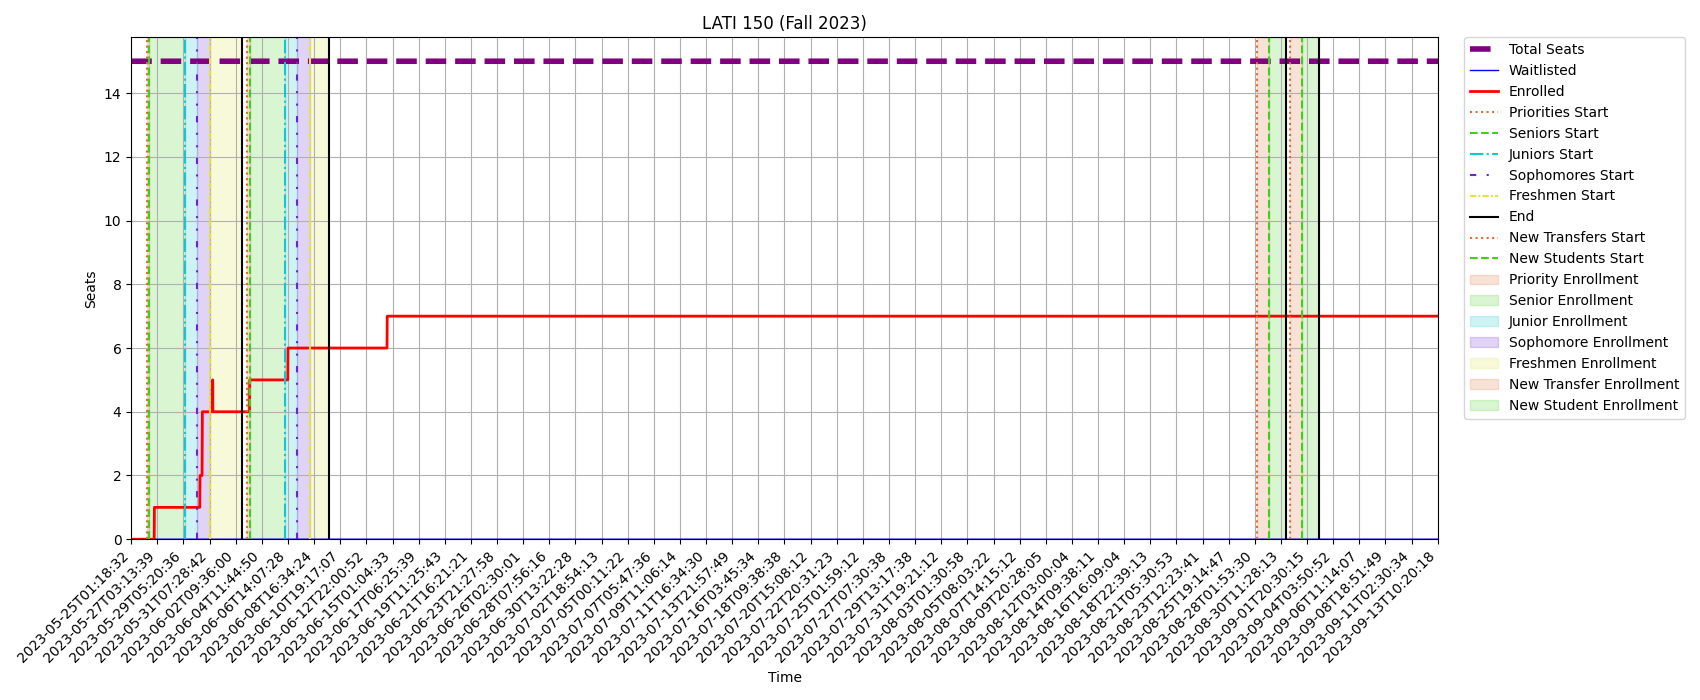 LATI 150 (Fall 2023)
Seats
14
12
10
8
6
4
2
0
2023-05-25T01:18:32
2023-05-27T03:13:39
2023-05-29T05:20:36
2023-05-31T07:28:42
2023-06-02T09:36:00
2023-06-04T11:44:50
2023-06-06T14:07:28
2023-06-08T16:34:24
2023-06-10T19:17:07
2023-06-12T22:00:52
2023-06-15T01:04:33
2023-06-17T06:25:39
2023-06-19T11:25:43
2023-06-21T16:21:21
2023-06-23T21:27:58
2023-06-26T02:30:01
2023-06-28T07:56:16
2023-06-30T13:22:28
2023-07-02T18:54:13
2023-07-05T00:11:22
2023-07-07T05:47:36
2023-07-09T11:06:14
2023-07-11T16:34:30
2023-07-13T21:57:49
2023-07-16T03:45:34
2023-07-18T09:38:38
2023-07-20T15:08:12
2023-07-22T20:31:23
2023-07-25T01:59:12
2023-07-27T07:30:38
2023-07-29T13:17:38
2023-07-31T19:21:12
2023-08-03T01:30:58
2023-08-05T08:03:22
2023-08-07T14:15:12
2023-08-09T20:28:05
2023-08-12T03:00:04
2023-08-14T09:38:11
2023-08-16T16:09:04
2023-08-18T22:39:13
2023-08-21T05:30:53
2023-08-23T12:23:41
2023-08-25T19:14:47
2023-08-28T01:53:30
2023-08-30T11:28:13
2023-09-01T20:30:15
2023-09-04T03:50:52
2023-09-06T11:14:07
2023-09-08T18:51:49
2023-09-11T02:30:34
2023-09-13T10:20:18
Time
Total Seats
Waitlisted
Enrolled
Priorities Start
Seniors Start
Juniors Start
Sophomores Start
Freshmen Start
End
New Transfers Start
New Students Start
Priority Enrollment
Senior Enrollment
Junior Enrollment
Sophomore Enrollment
Freshmen Enrollment
New Transfer Enrollment
New Student Enrollment